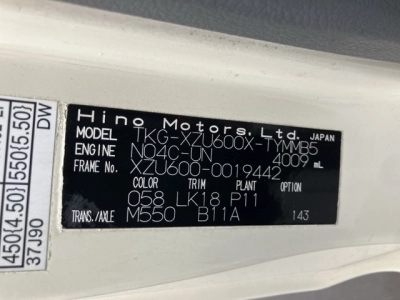 Hino Motors,Ltd. JAPAN
MODEL TKG-XZU600X-TYMMB5
ENGINE N04C-UN 4009 mL
FRAME No. XZU600-0019442
COLOR TRIM PLANT
058 LK18 P11
TRANS/AXLE M550 B11A 143
450(4.50) 550(5.50)
DW
37J90